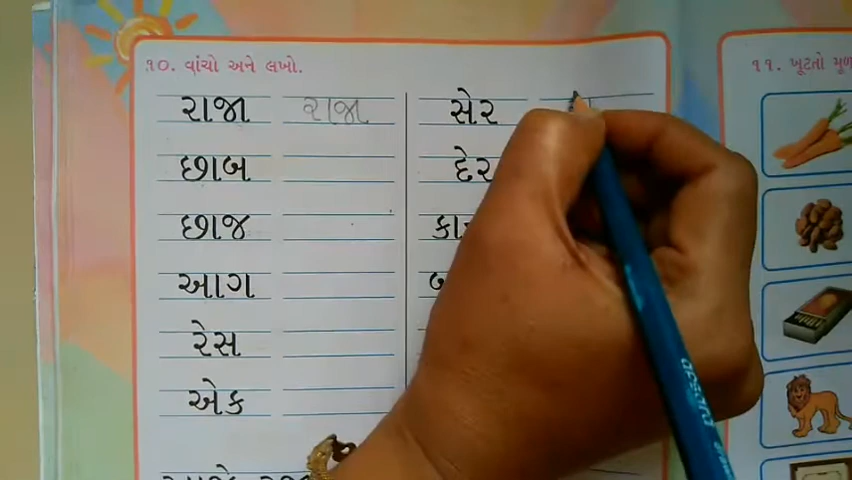 ૧૦. વાંચો અને લખો.
રાજા રાજા
છાબ
છાજ
આગ
રેસ
એક
સેર
દેર
૧૧. ખૂટતો